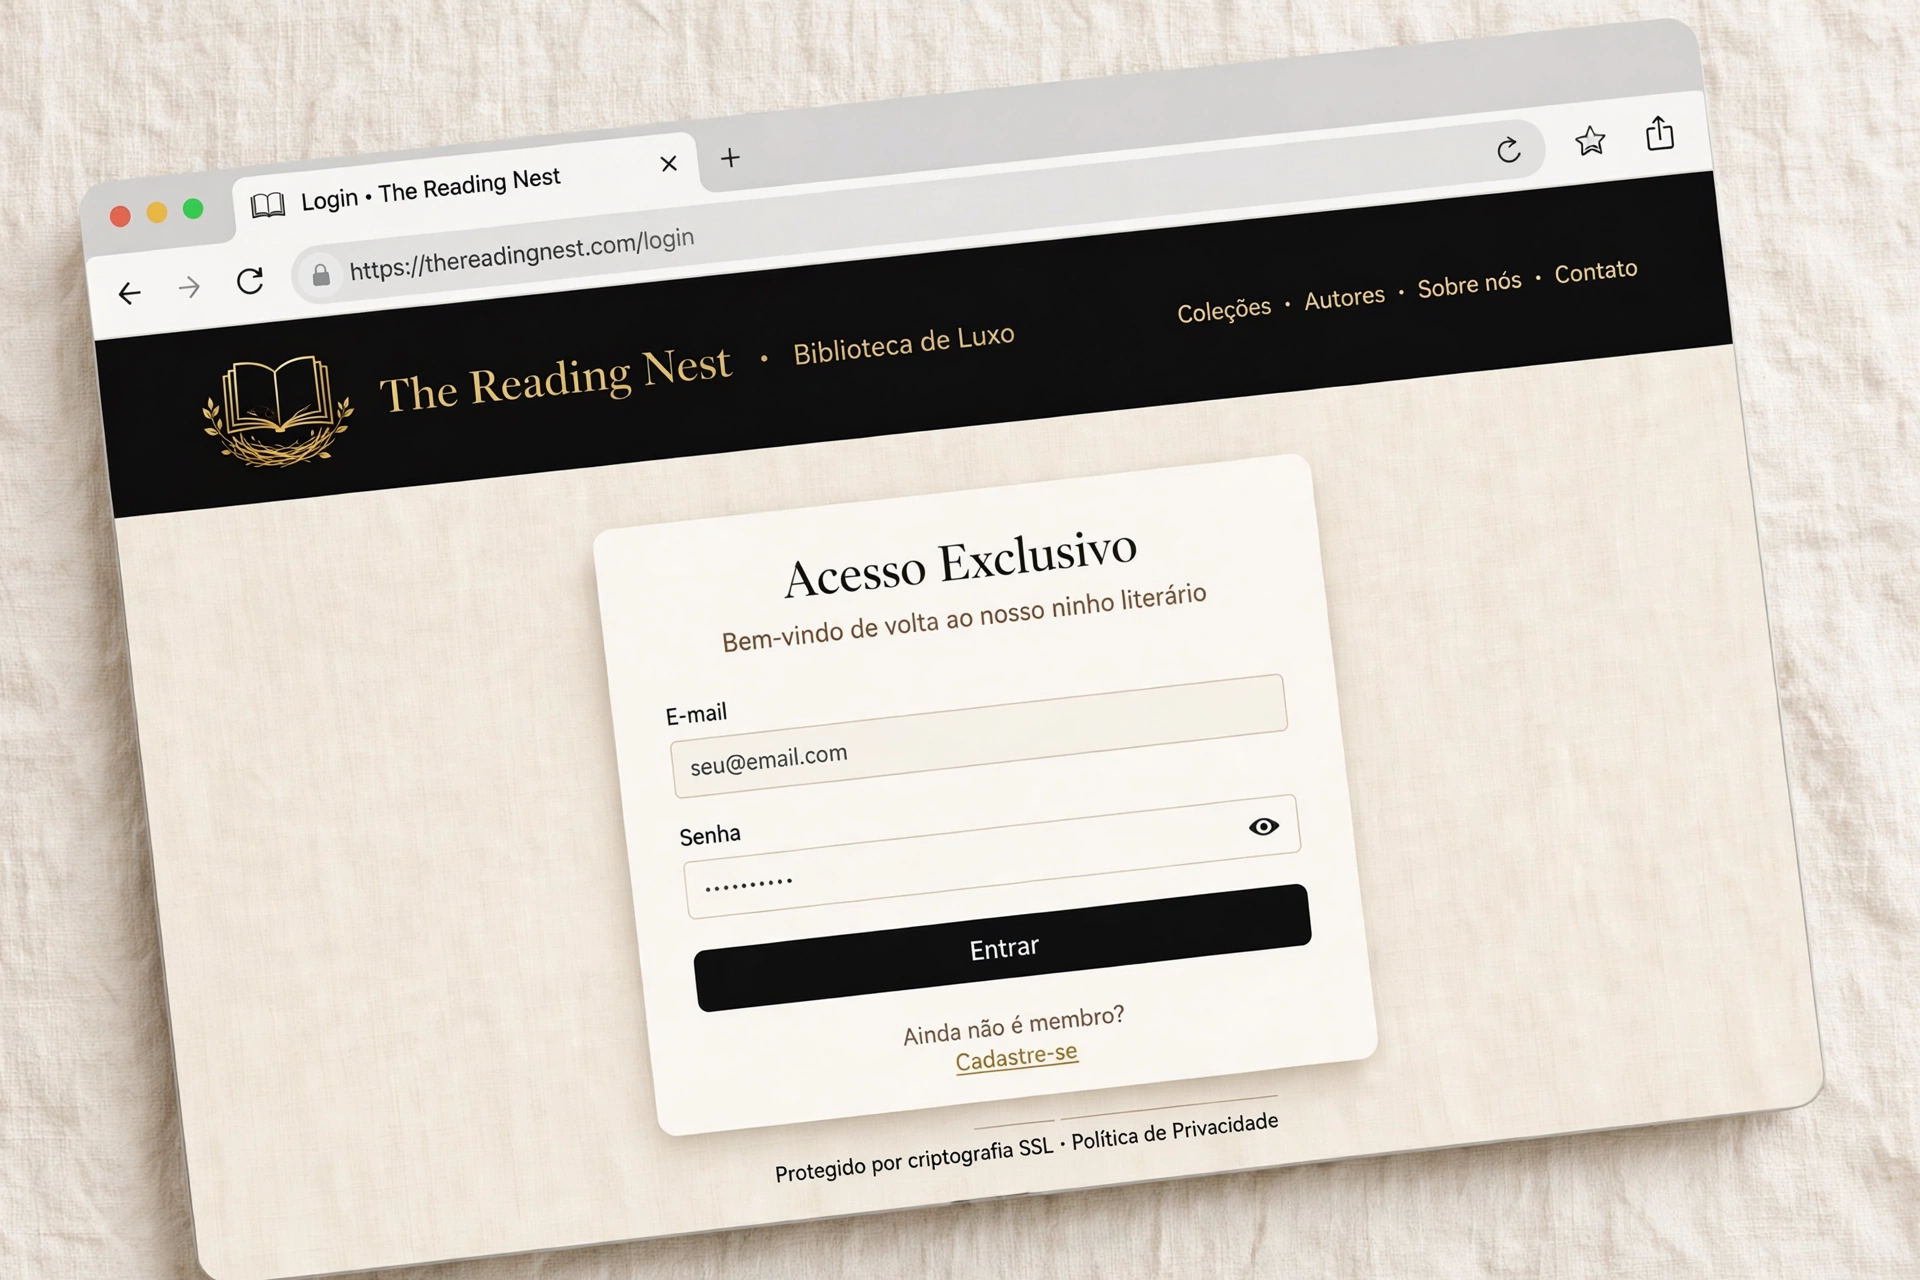 Login • The Reading Nest
https://thereadingnest.com/login
The Reading Nest • Biblioteca de Luxo
Coleções • Autores • Sobre nós • Contato
Acesso Exclusivo
Bem-vindo de volta ao nosso ninho literário
E-mail
seu@email.com
Senha
••••••••••
Entrar
Ainda não é membro?
Cadastre-se
Protegido por criptografia SSL • Política de Privacidade